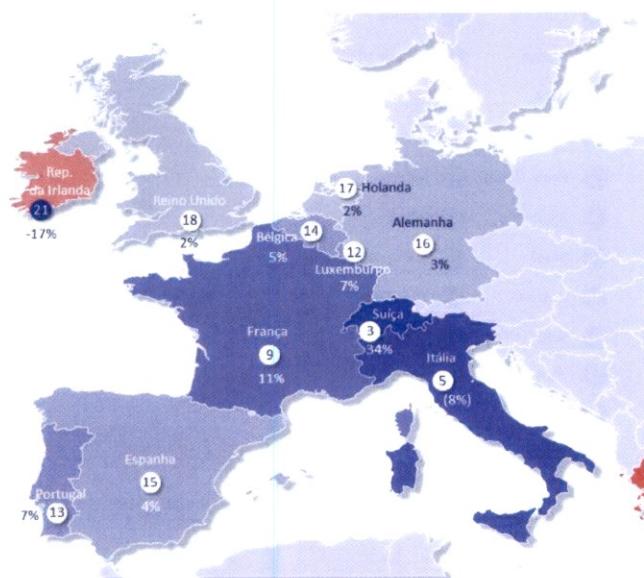 Rep.
da Irlanda
21
-17%
Reino Unido
18
2%
17
Holanda
2%
Alemanha
16
3%
Bélgica
14
5%
12
Luxemburgo
7%
Suíça
3
34%
França
9
11%
Itália
5
(8%)
Espanha
15
4%
Portugal
7%
13